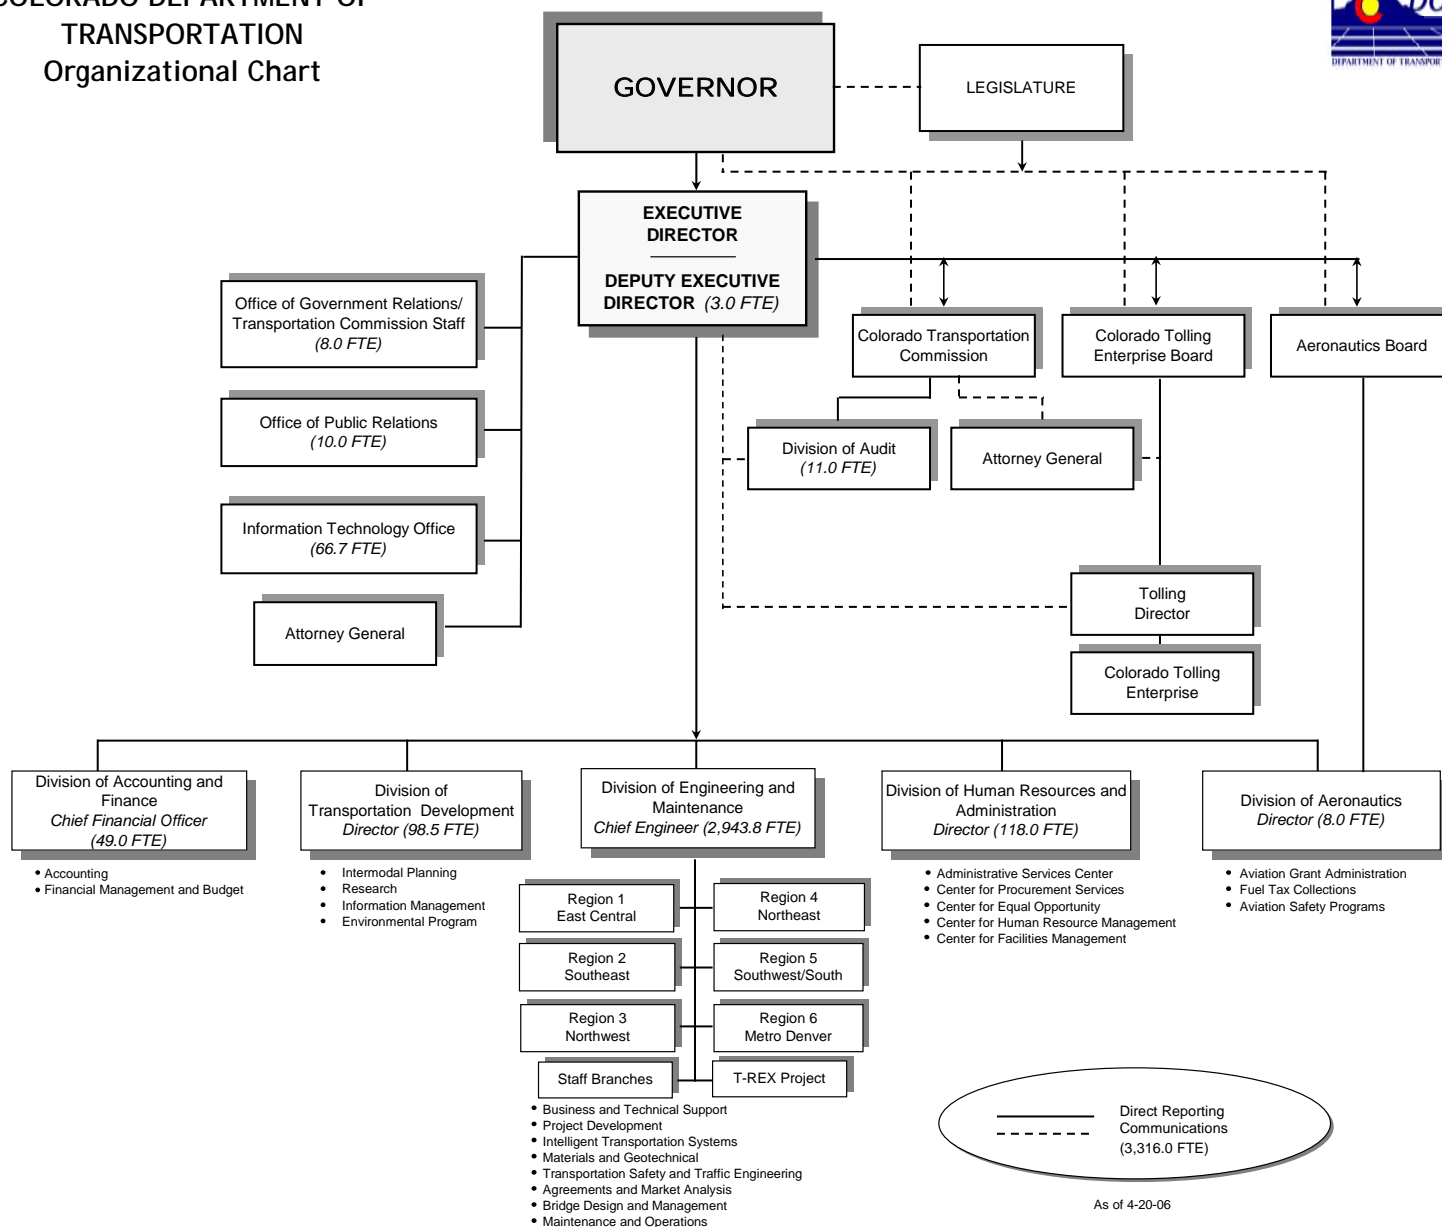 COLORADO DEPARTMENT OF
TRANSPORTATION
Organizational Chart
DEPARTMENT OF TRANSPOR
GOVERNOR
LEGISLATURE
EXECUTIVE
DIRECTOR
DEPUTY EXECUTIVE
DIRECTOR (3.0 FTE)
Office of Government Relations/
Transportation Commission Staff
(8.0 FTE)
Office of Public Relations
(10.0 FTE)
Information Technology Office
(66.7 FTE)
Attorney General
Colorado Transportation
Commission
Colorado Tolling
Enterprise Board
Aeronautics Board
Division of Audit
(11.0 FTE)
Attorney General
Tolling
Director
Colorado Tolling
Enterprise
Division of Accounting and
Finance
Chief Financial Officer
(49.0 FTE)
• Accounting
• Financial Management and Budget
Division of
Transportation Development
Director (98.5 FTE)
• Intermodal Planning
• Research
• Information Management
• Environmental Program
Division of Engineering and
Maintenance
Chief Engineer (2,943.8 FTE)
Region 1
East Central
Region 4
Northeast
Region 2
Southeast
Region 5
Southwest/South
Region 3
Northwest
Region 6
Metro Denver
Staff Branches
T-REX Project
• Business and Technical Support
• Project Development
• Intelligent Transportation Systems
• Materials and Geotechnical
• Transportation Safety and Traffic Engineering
• Agreements and Market Analysis
• Bridge Design and Management
• Maintenance and Operations
Division of Human Resources and
Administration
Director (118.0 FTE)
• Administrative Services Center
• Center for Procurement Services
• Center for Equal Opportunity
• Center for Human Resource Management
• Center for Facilities Management
Division of Aeronautics
Director (8.0 FTE)
• Aviation Grant Administration
• Fuel Tax Collections
• Aviation Safety Programs
Direct Reporting
Communications
(3,316.0 FTE)
As of 4-20-06